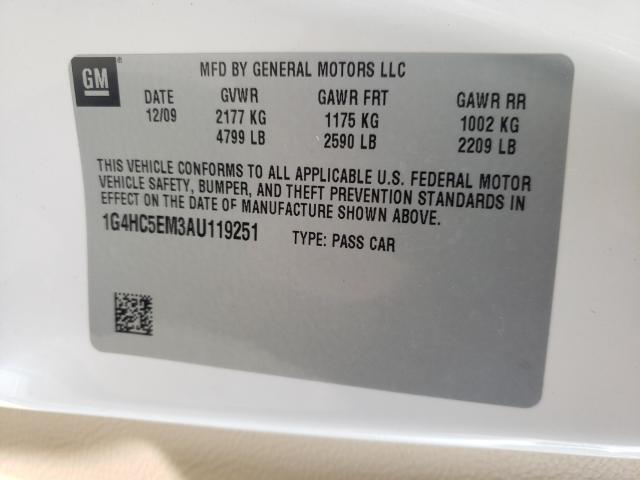 GM
MFD BY GENERAL MOTORS LLC
DATE GVWR GAWR FRT GAWR RR
12/09 2177 KG 1175 KG 1002 KG
4799 LB 2590 LB 2209 LB
THIS VEHICLE CONFORMS TO ALL APPLICABLE U.S. FEDERAL MOTOR
VEHICLE SAFETY, BUMPER, AND THEFT PREVENTION STANDARDS IN
EFFECT ON THE DATE OF MANUFACTURE SHOWN ABOVE.
1G4HC5EM3AU119251 TYPE: PASS CAR